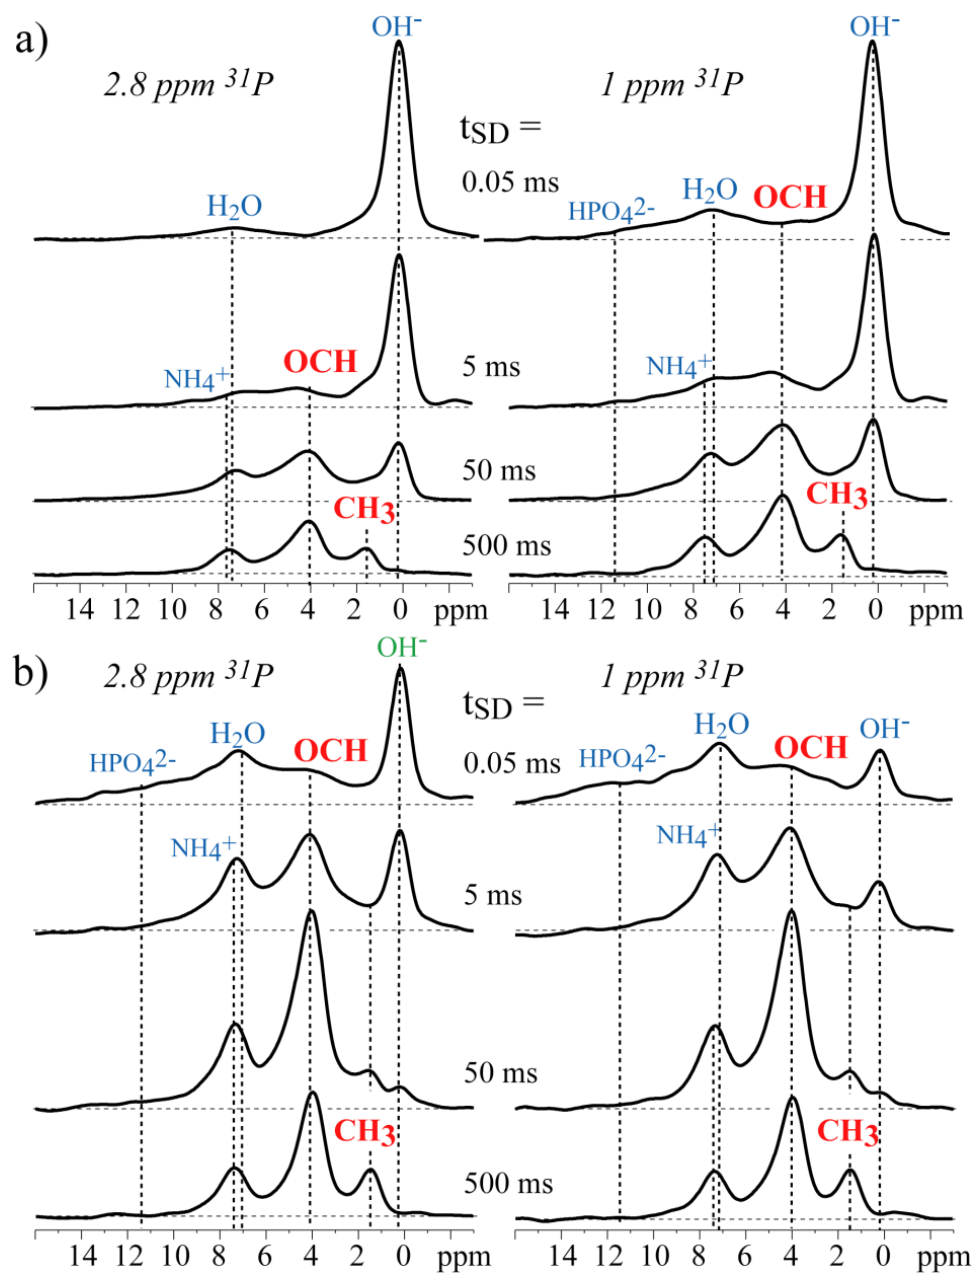 a)
2.8 ppm ³¹P
OH⁻
1 ppm ³¹P
OH⁻
tSD =
0.05 ms
H₂O
HPO₄²⁻
H₂O
OCH
NH₄⁺
OCH
5 ms
NH₄⁺
50 ms
CH₃
CH₃
500 ms
14 12 10 8 6 4 2 0 ppm
14 12 10 8 6 4 2 0 ppm
b)
2.8 ppm ³¹P
OH⁻
1 ppm ³¹P
tSD =
0.05 ms
HPO₄²⁻
H₂O
OCH
HPO₄²⁻
H₂O
OCH
OH⁻
NH₄⁺
5 ms
NH₄⁺
50 ms
CH₃
CH₃
500 ms
14 12 10 8 6 4 2 0 ppm
14 12 10 8 6 4 2 0 ppm